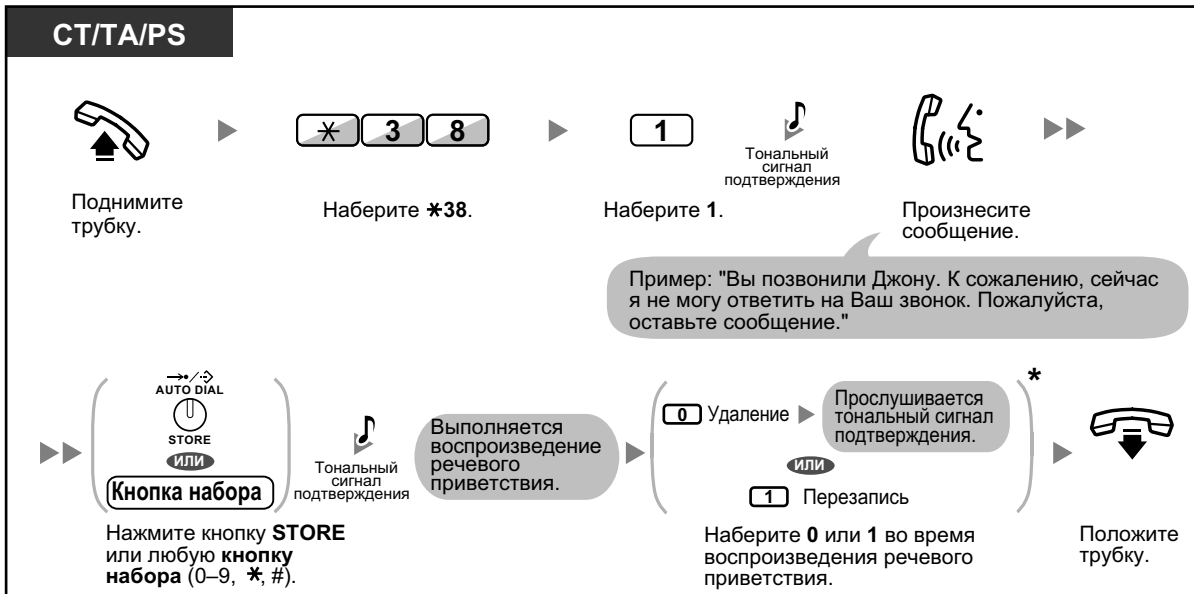 CT/TA/PS
✳ 3 8
1
Тональный
сигнал
подтверждения
Поднимите
трубку.
Наберите ✳38.
Наберите 1.
Произнесите
сообщение.
Пример: "Вы позвонили Джону. К сожалению, сейчас
я не могу ответить на Ваш звонок. Пожалуйста,
оставьте сообщение."
AUTO DIAL
STORE
ИЛИ
Кнопка набора
Тональный
сигнал
подтверждения
Выполняется
воспроизведение
речевого
приветствия.
0 Удаление
Прослушивается
тональный сигнал
подтверждения.
ИЛИ
1 Перезапись
*
Нажмите кнопку STORE
или любую кнопку
набора (0–9, ✳, #).
Наберите 0 или 1 во время
воспроизведения речевого
приветствия.
Положите
трубку.